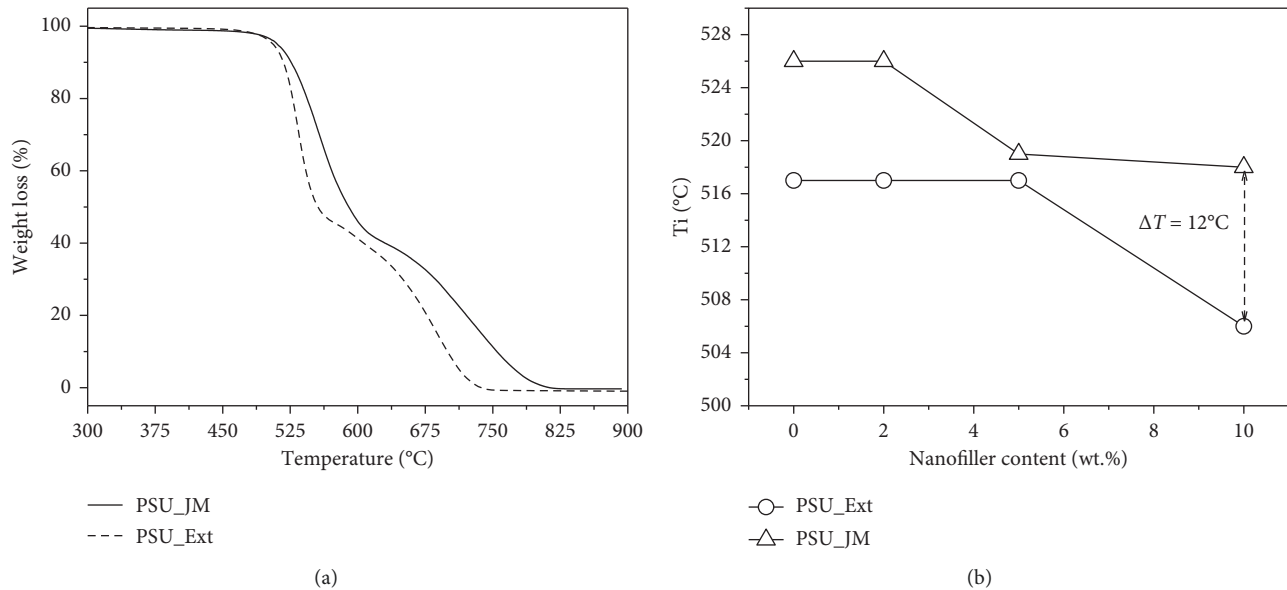 100
80
60
40
20
0
Weight loss (%)
300 375 450 525 600 675 750 825 900
Temperature (°C)
PSU_JM
PSU_Ext
(a)
528
524
520
516
512
508
504
500
Ti (°C)
ΔT = 12°C
0 2 4 6 8 10
Nanofiller content (wt.%)
PSU_Ext
PSU_JM
(b)